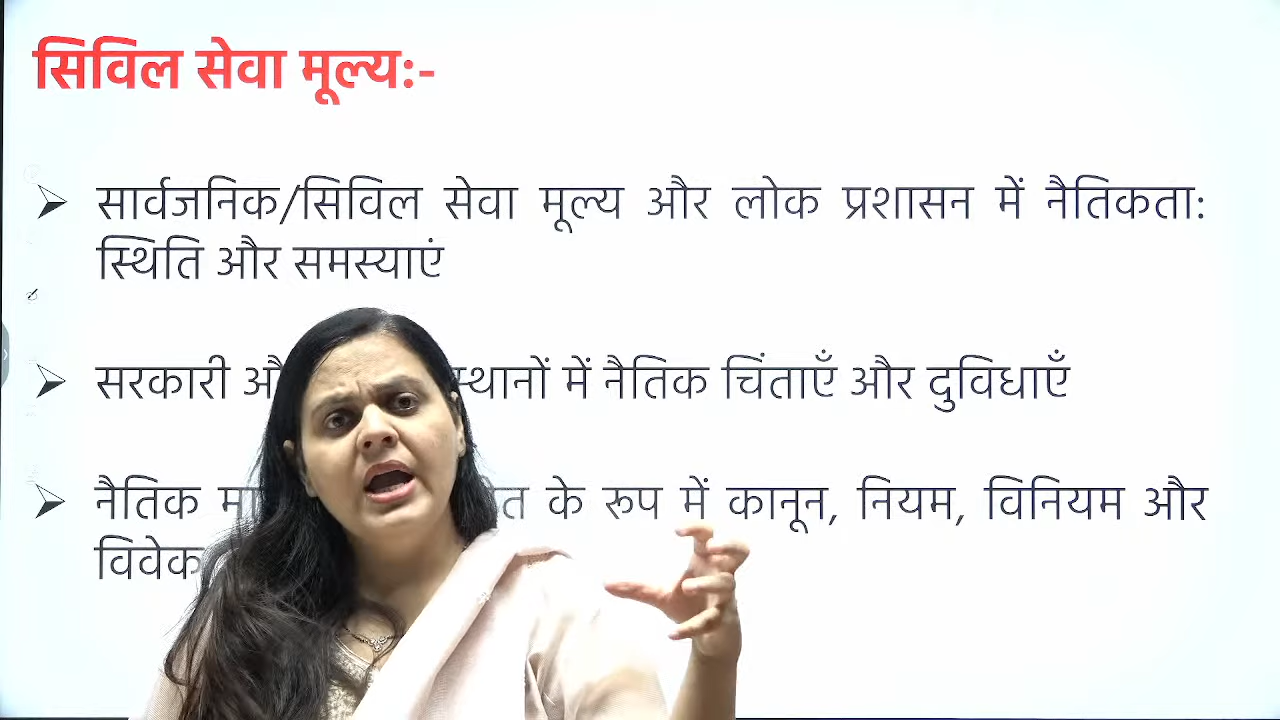 सिविल सेवा मूल्य:-
सार्वजनिक/सिविल सेवा मूल्य और लोक प्रशासन में नैतिकता:
स्थिति और समस्याएं
सरकारी में नैतिक चिंताएँ और दुविधाएँ
नैतिक के रूप में कानून, नियम, विनियम और